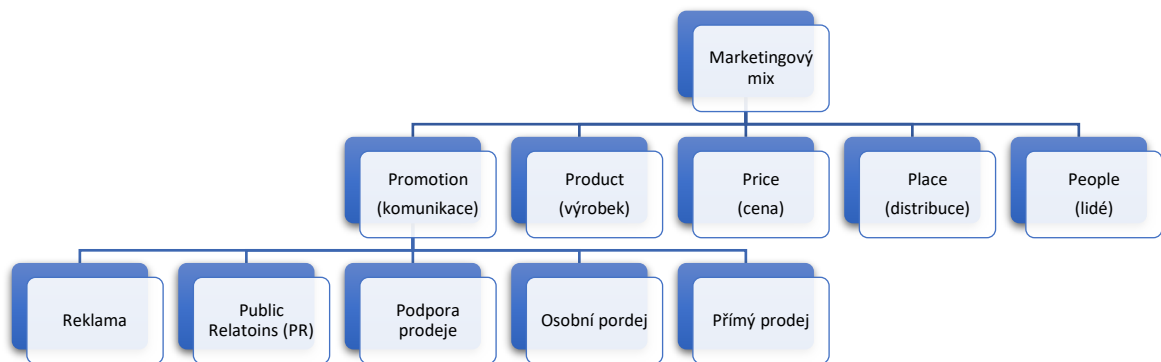 Marketingový
mix
Promotion
(komunikace)
Product
(výrobek)
Price
(cena)
Place
(distribuce)
People
(lidé)
Reklama
Public
Relatoins (PR)
Podpora
prodeje
Osobní pordej
Přímý prodej